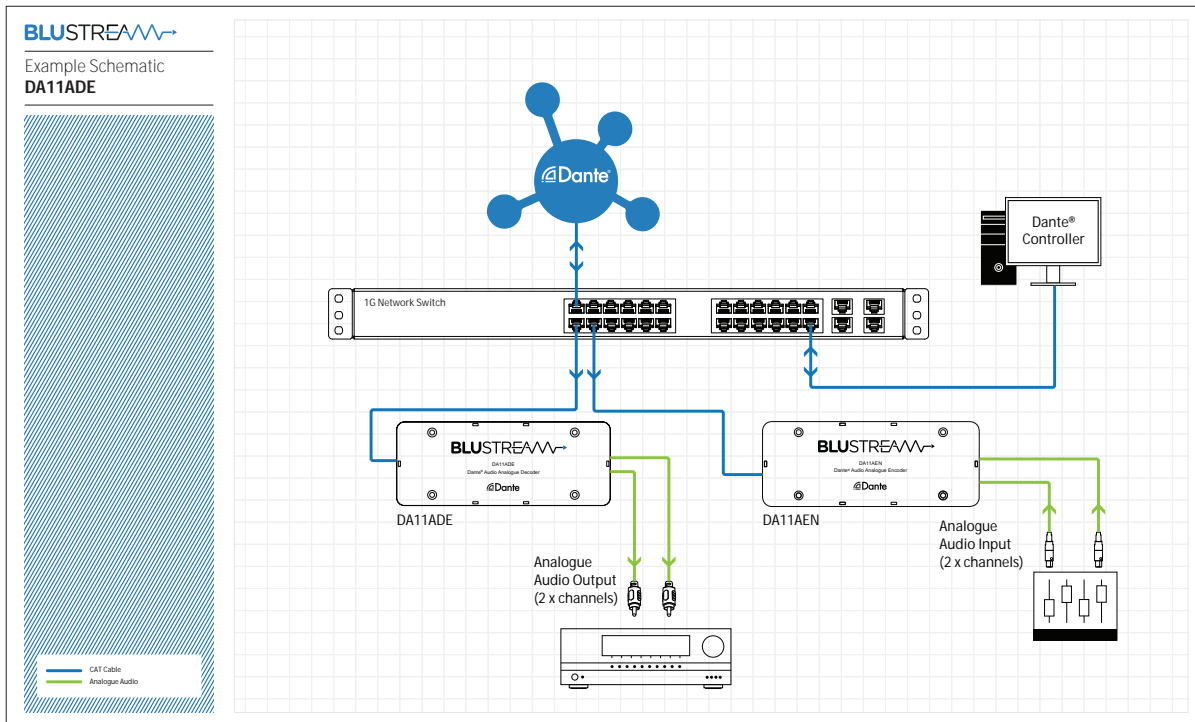 BLUSTREAM
Example Schematic
DA11ADE
Dante®
Dante®
Controller
1G Network Switch
BLUSTREAM
DA11ADE
Dante® Audio Analogue Decoder
Dante
DA11ADE
BLUSTREAM
DA11AEN
Dante® Audio Analogue Encoder
Dante
DA11AEN
Analogue
Audio Input
(2 x channels)
Analogue
Audio Output
(2 x channels)
CAT Cable
Analogue Audio